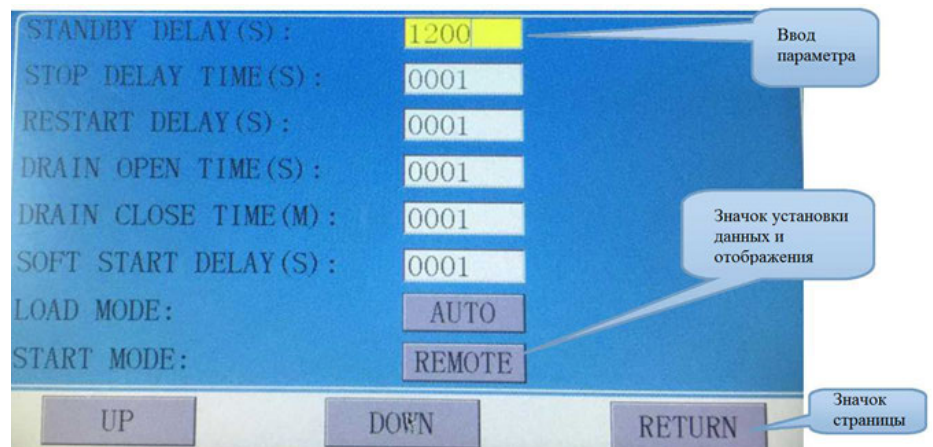 STANDBY DELAY(S): 1200
Ввод
параметра
STOP DELAY TIME(S): 0001
RESTART DELAY(S): 0001
DRAIN OPEN TIME(S): 0001
DRAIN CLOSE TIME(M): 0001
Значок установки
данных и
отображения
SOFT START DELAY(S): 0001
LOAD MODE: AUTO
START MODE: REMOTE
UP DOWN RETURN
Значок
страницы